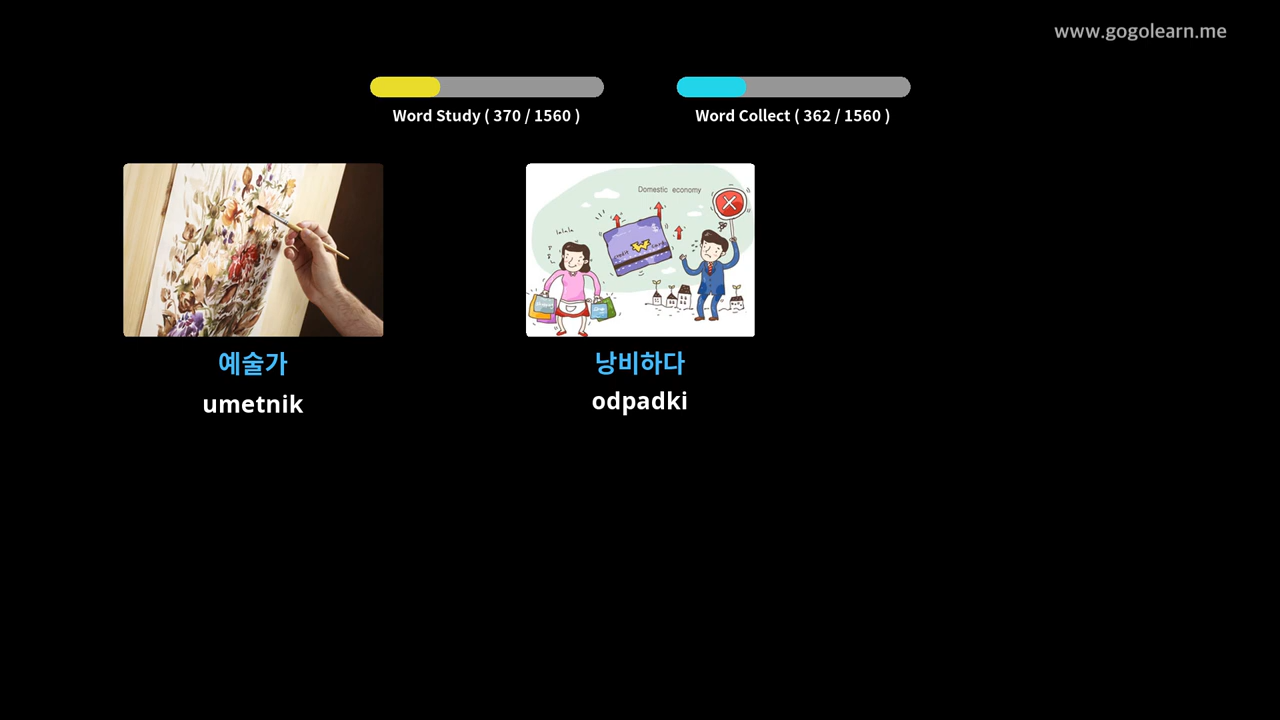 www.gogolearn.me
Word Study ( 370 / 1560 )
Word Collect ( 362 / 1560 )
Domestic economy
lalala
예술가
낭비하다
umetnik
odpadki